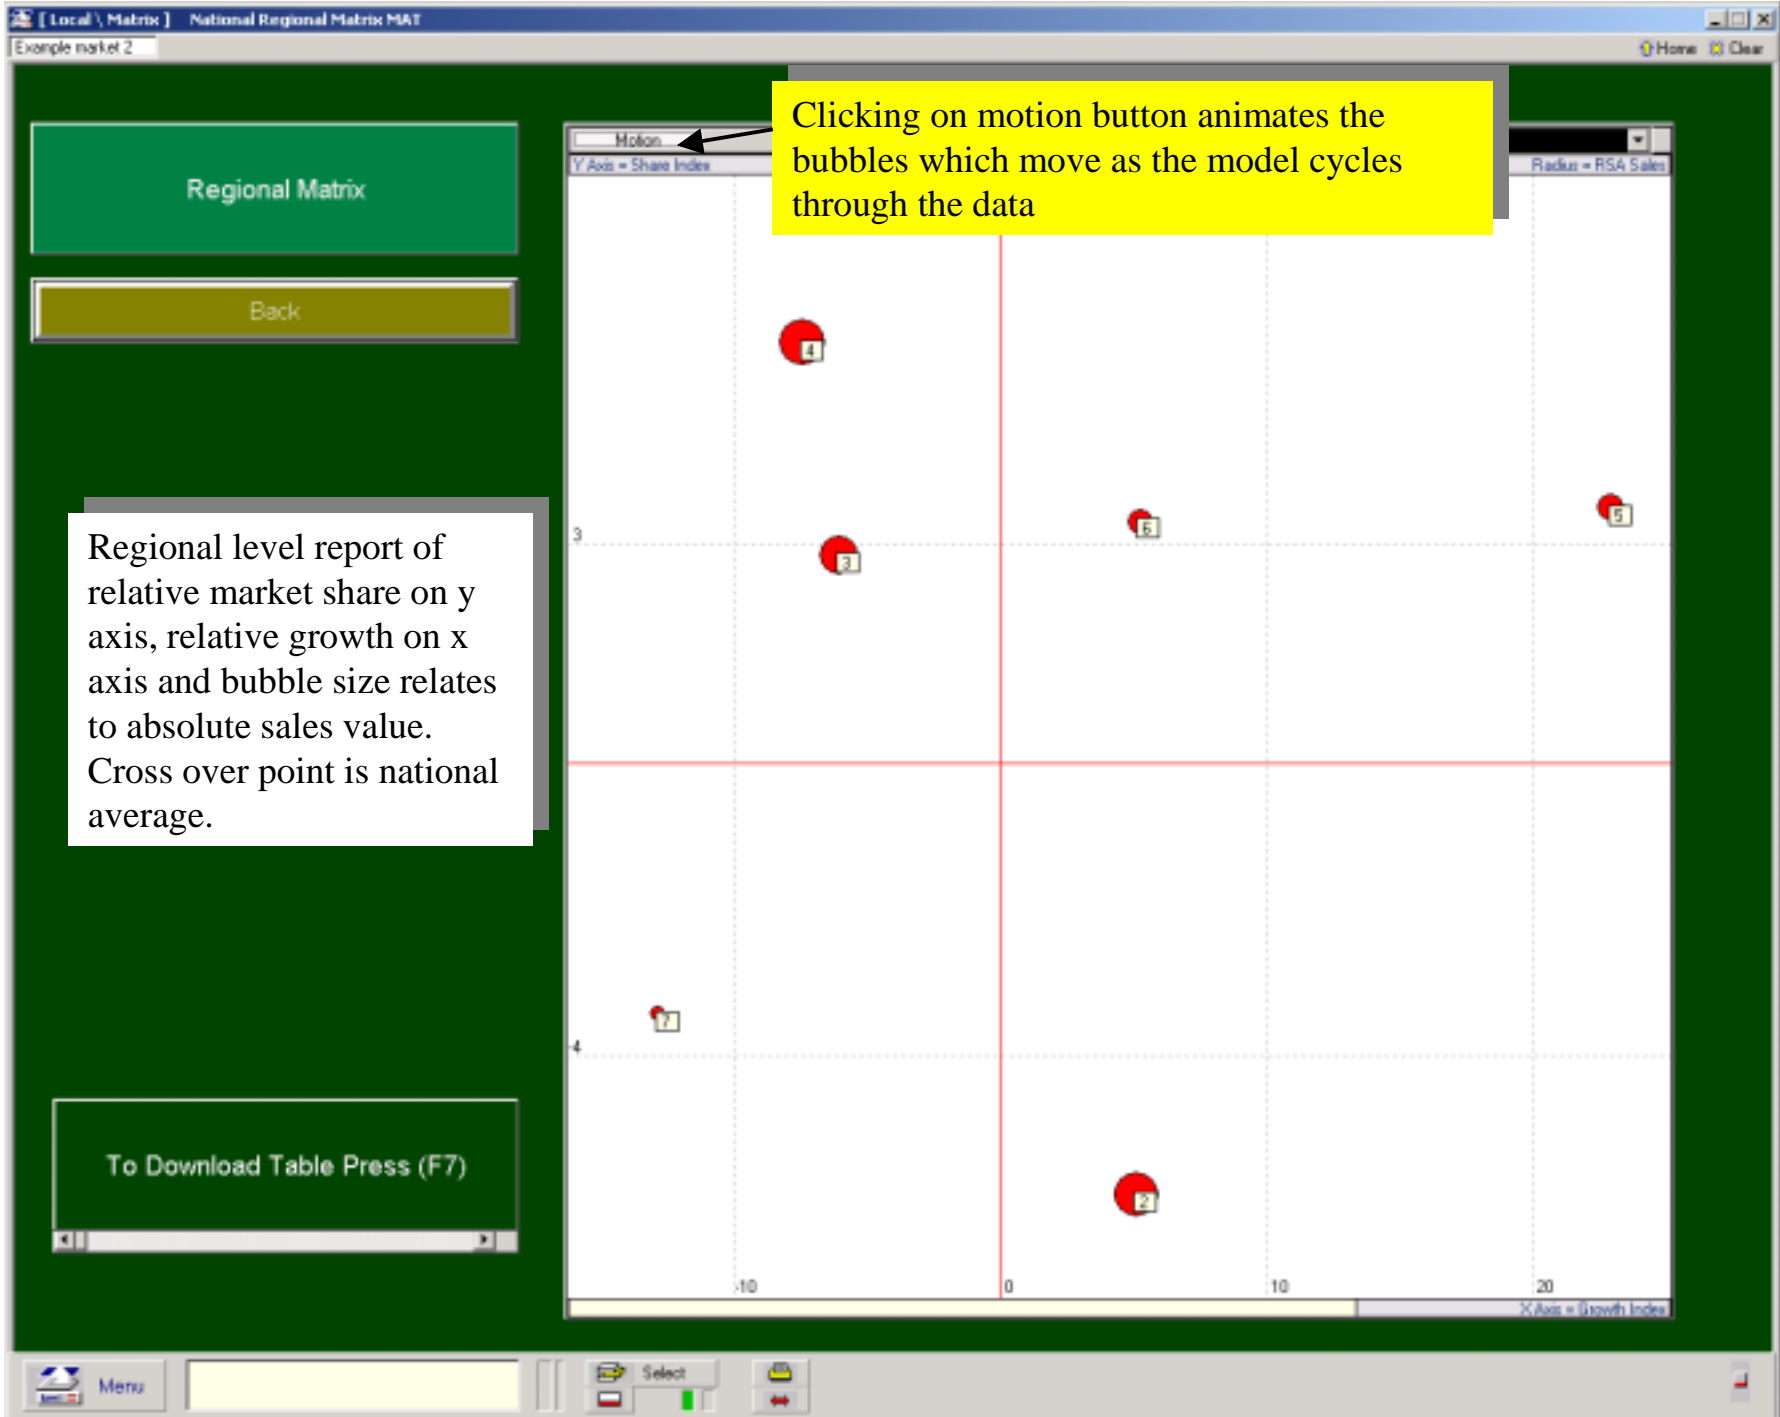 [ Local \ Matrix ] National Regional Matrix MAT
Example market 2
Home Clear
Regional Matrix
Back
Clicking on motion button animates the
bubbles which move as the model cycles
through the data
Motion
Y Axis = Share Index
Radius = RSA Sales
4
3
6
5
3
Regional level report of
relative market share on y
axis, relative growth on x
axis and bubble size relates
to absolute sales value.
Cross over point is national
average.
7
-4
2
To Download Table Press (F7)
-10 0 10 20
X Axis = Growth Index
Menu
Select